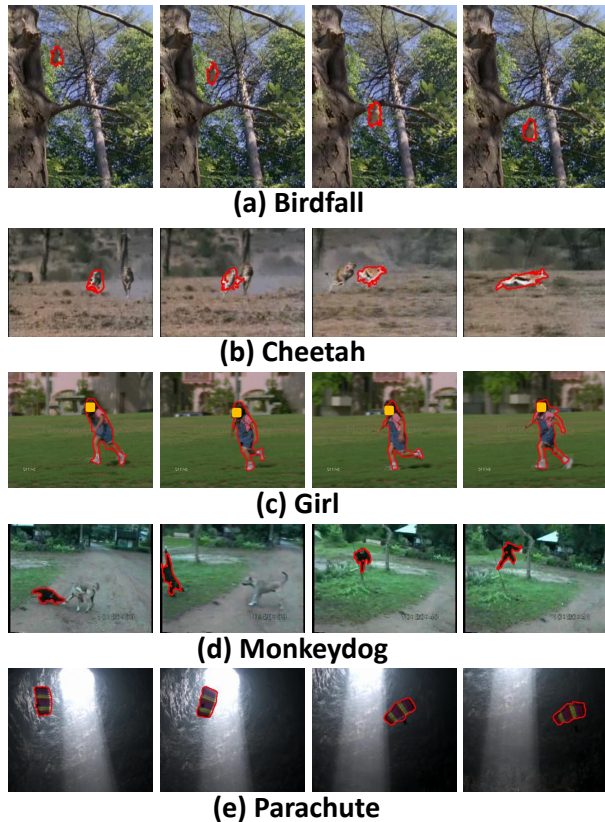 (a) Birdfall
(b) Cheetah
(c) Girl
(d) Monkeydog
(e) Parachute